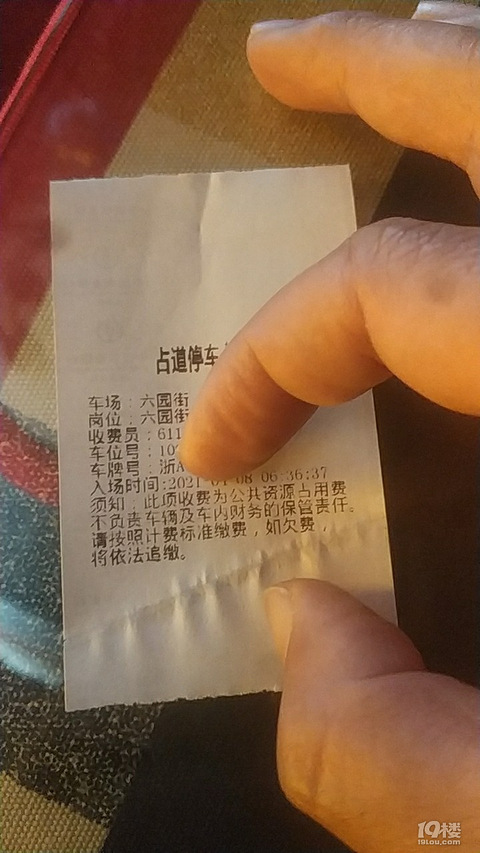 占道停车
车场：六园街
岗位：六园街
收费员：611
车位号：10
车牌号：浙A
入场时间:2021-04-08 06:36:37
须知：此项收费为公共资源占用费
不负责车辆及车内财务的保管责任。
请按照计费标准缴费，如欠费，
将依法追缴。
19楼
19lou.com